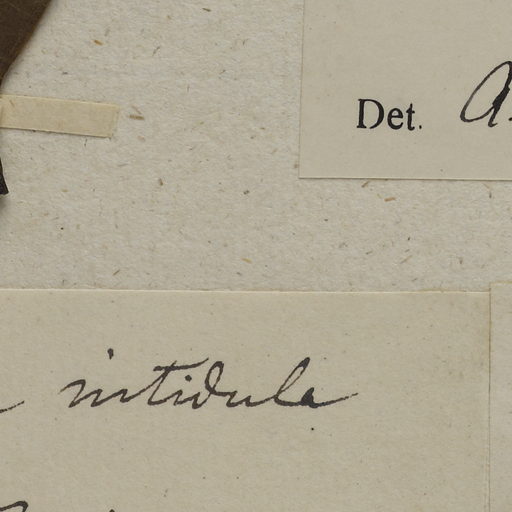 Det. A
nitidula